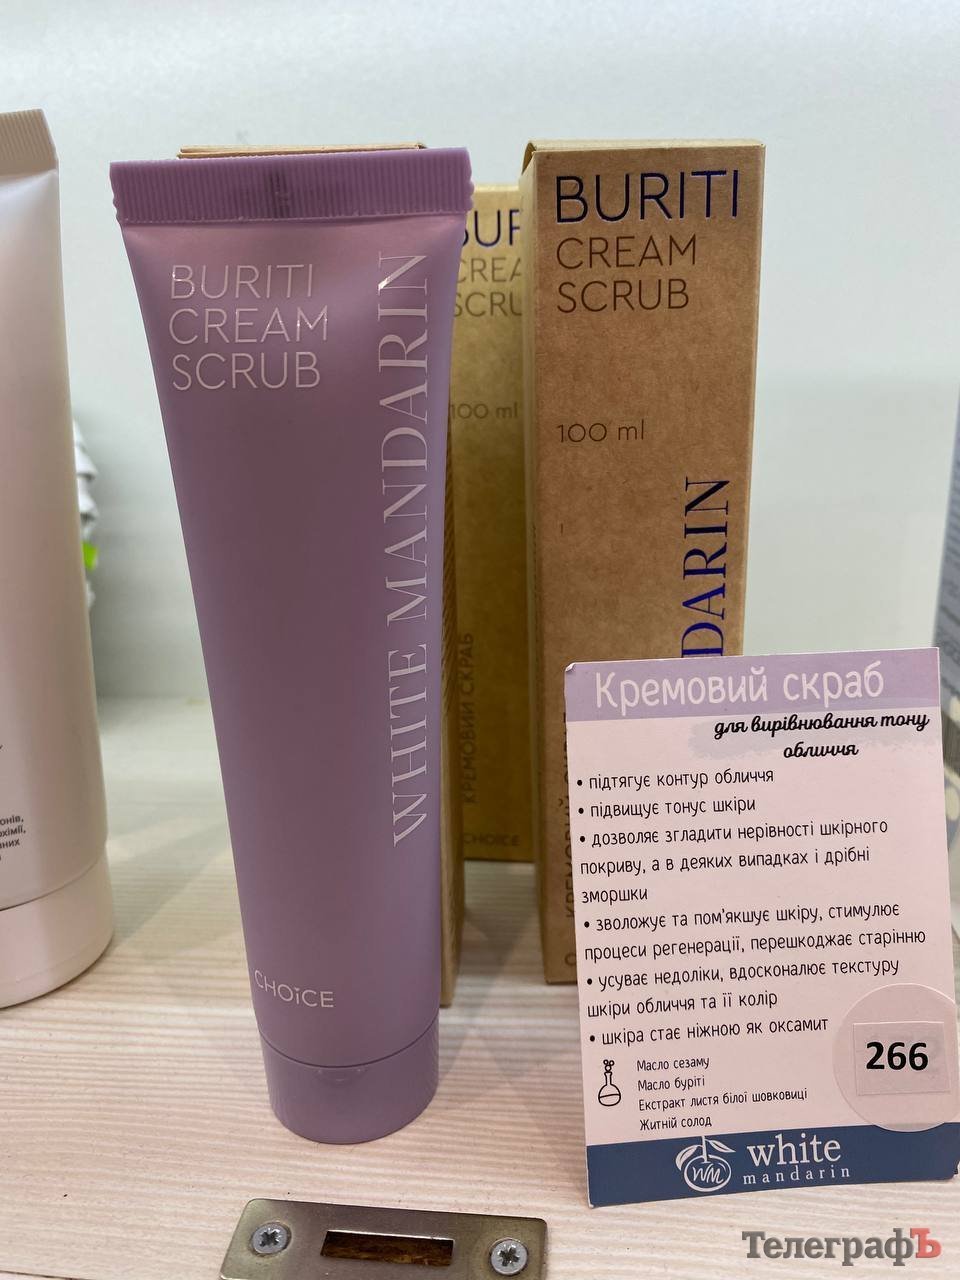 BURITI
CREAM
SCRUB
WHITE MANDARIN
CHOICE
BURITI
CREAM
SCRUB
100 ml
DARIN
100 ml
КРЕМОВИЙ СКРАБ
CHOICE
Кремовий скраб
для вирівнювання тону
обличчя
• підтягує контур обличчя
• підвищує тонус шкіри
• дозволяє згладити нерівності шкірного
покриву, а в деяких випадках і дрібні
зморшки
• зволожує та пом'якшує шкіру, стимулює
процеси регенерації, перешкоджає старінню
• усуває недоліки, вдосконалює текстуру
шкіри обличчя та її колір
• шкіра стає ніжною як оксамит
Масло сезаму
Масло буріті
Екстракт листя білої шовковиці
Житній солод
266
WM
white
mandarin
ТелеграфЪ